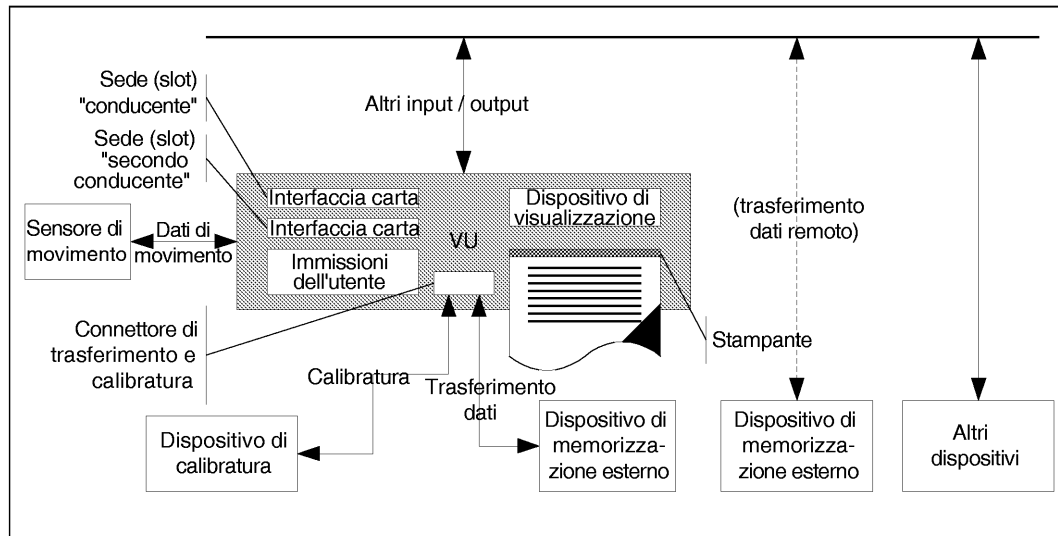 Sede (slot)
"conducente"
Altri input / output
Sede (slot)
"secondo
conducente"
Interfaccia carta
Interfaccia carta
Dispositivo di
visualizzazione
VU
Sensore di
movimento
Dati di
movimento
Immissioni
dell'utente
(trasferimento
dati remoto)
Connettore di
trasferimento e
calibratura
Stampante
Calibratura
Trasferimento
dati
Dispositivo di
calibratura
Dispositivo di
memorizza-
zione esterno
Dispositivo di
memorizza-
zione esterno
Altri
dispositivi